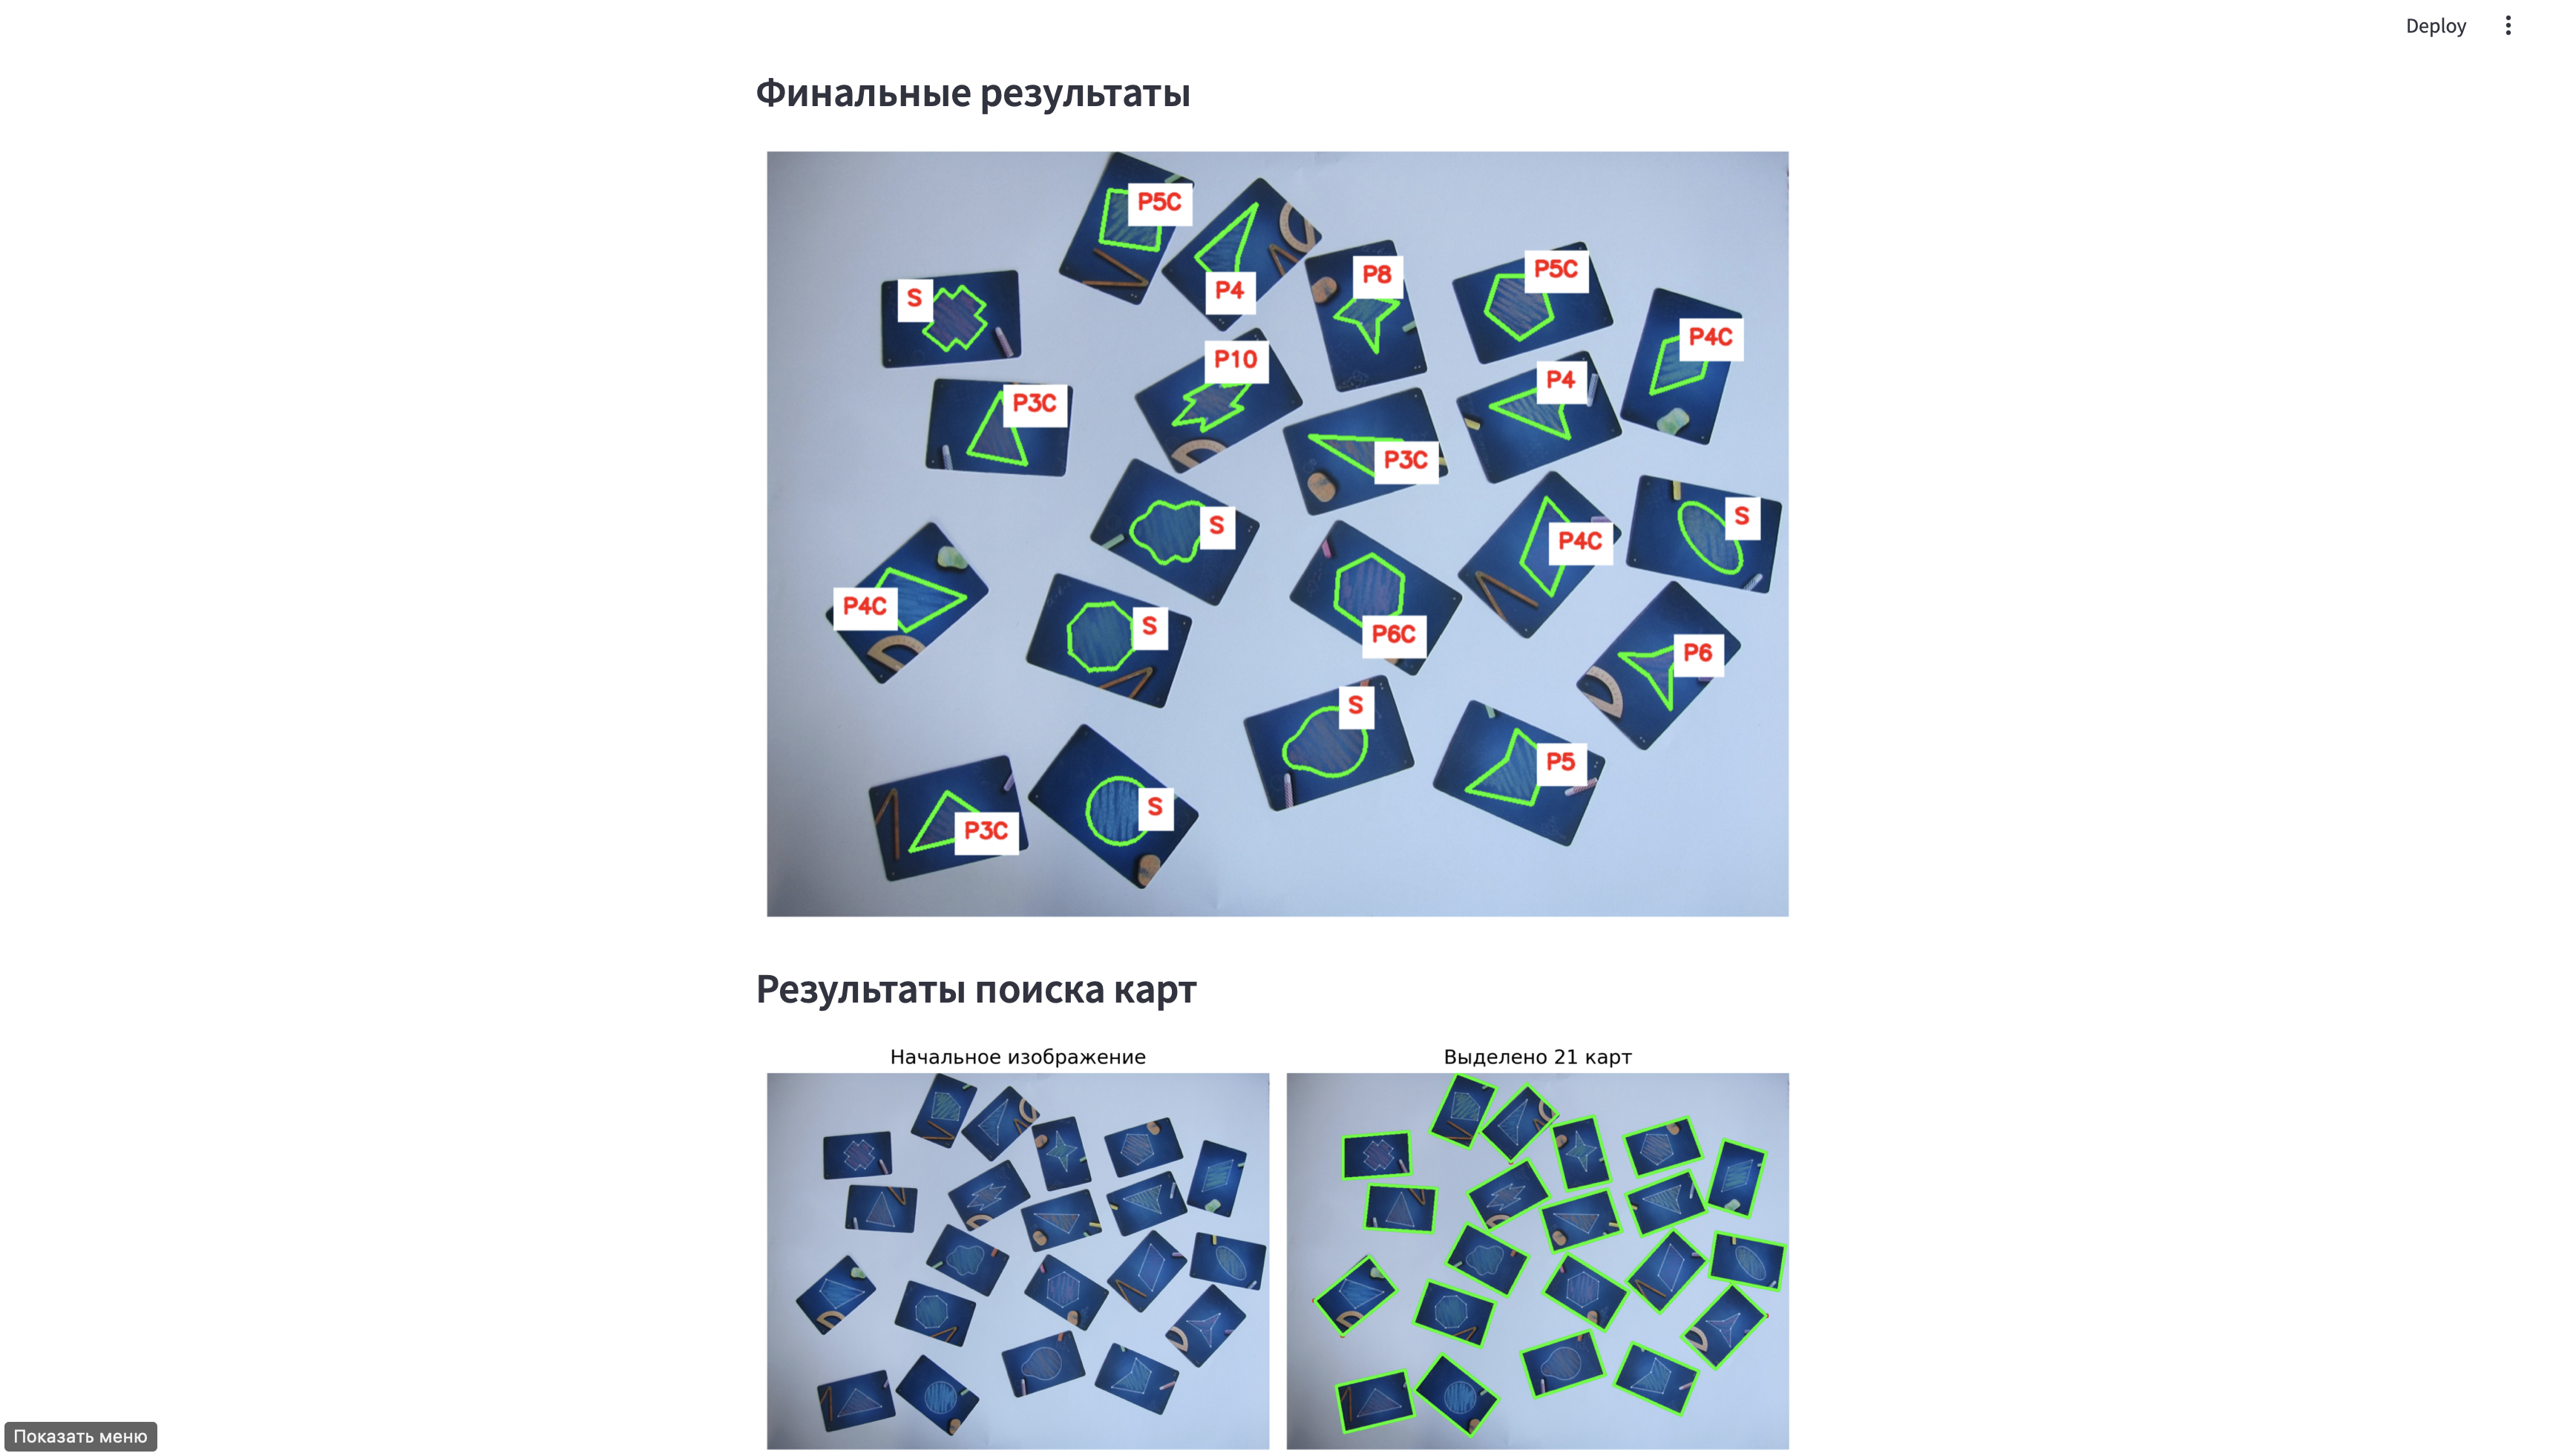 Deploy
Финальные результаты
P5C
P4
P8
P5C
S
P4C
P10
P4
P3C
P3C
S
S
P4C
P4C
S
P6C
P6
S
P5
S
P3C
Результаты поиска карт
Начальное изображение
Выделено 21 карт
Показать меню